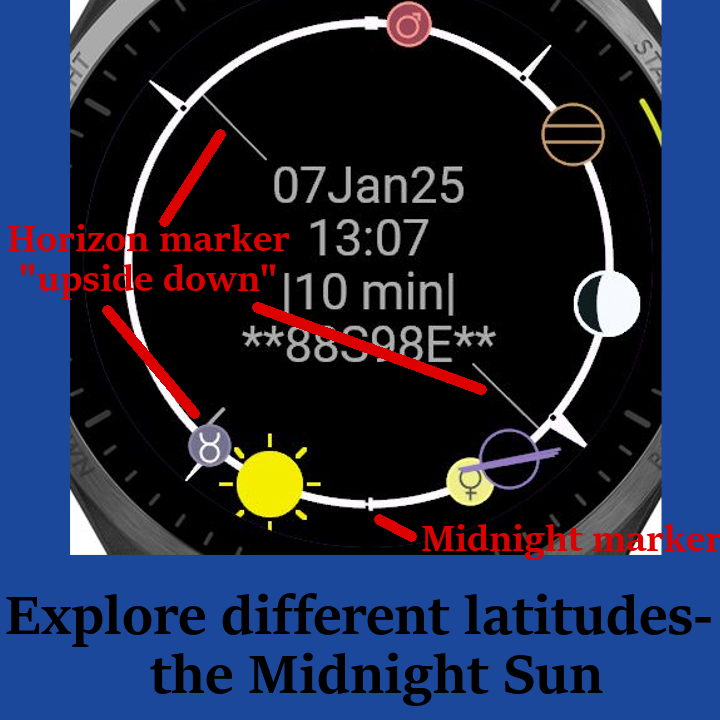 07Jan25
13:07
|10 min|
**88S98E**
Horizon marker
"upside down"
Midnight marker
Explore different latitudes-
the Midnight Sun